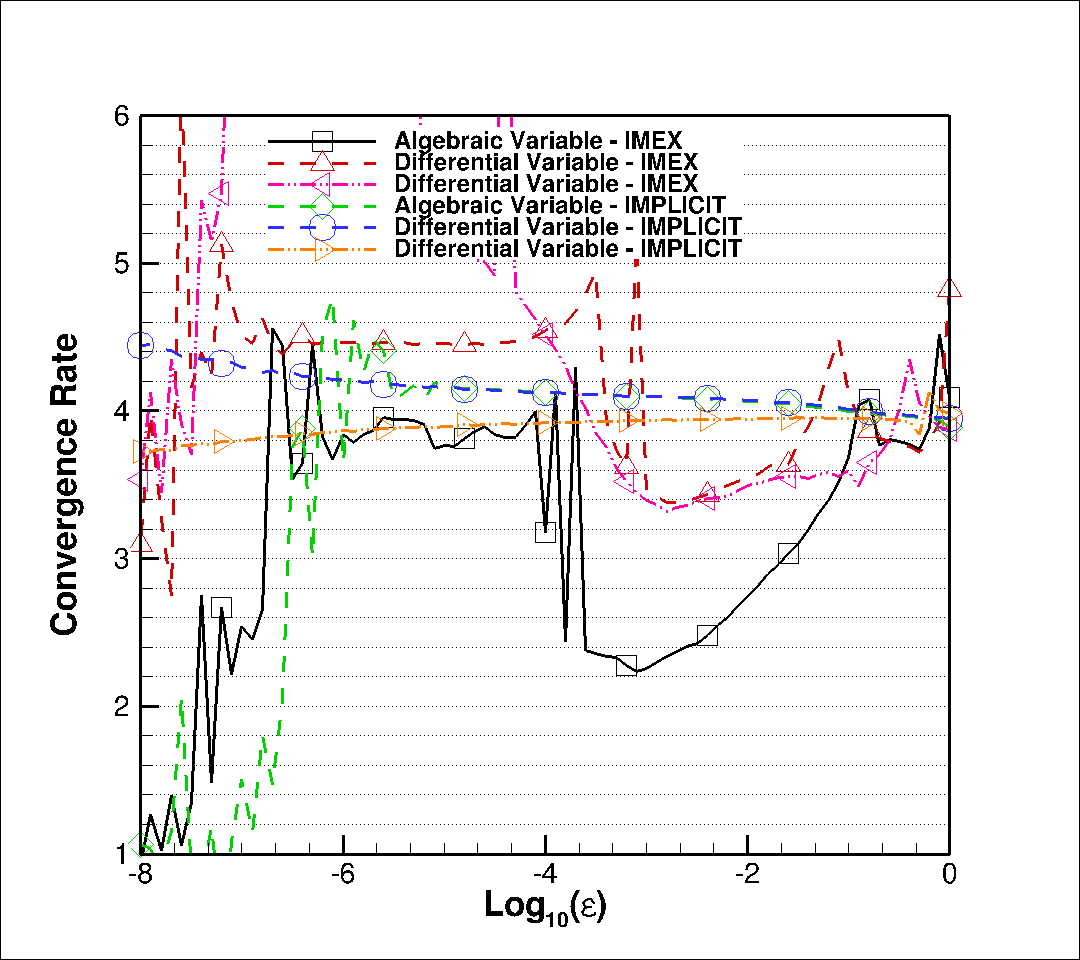 6
Algebraic Variable - IMEX
Differential Variable - IMEX
Differential Variable - IMEX
Algebraic Variable - IMPLICIT
Differential Variable - IMPLICIT
Differential Variable - IMPLICIT
5
4
3
2
1
Convergence Rate
-8 -6 -4 -2 0
Log10(ε)